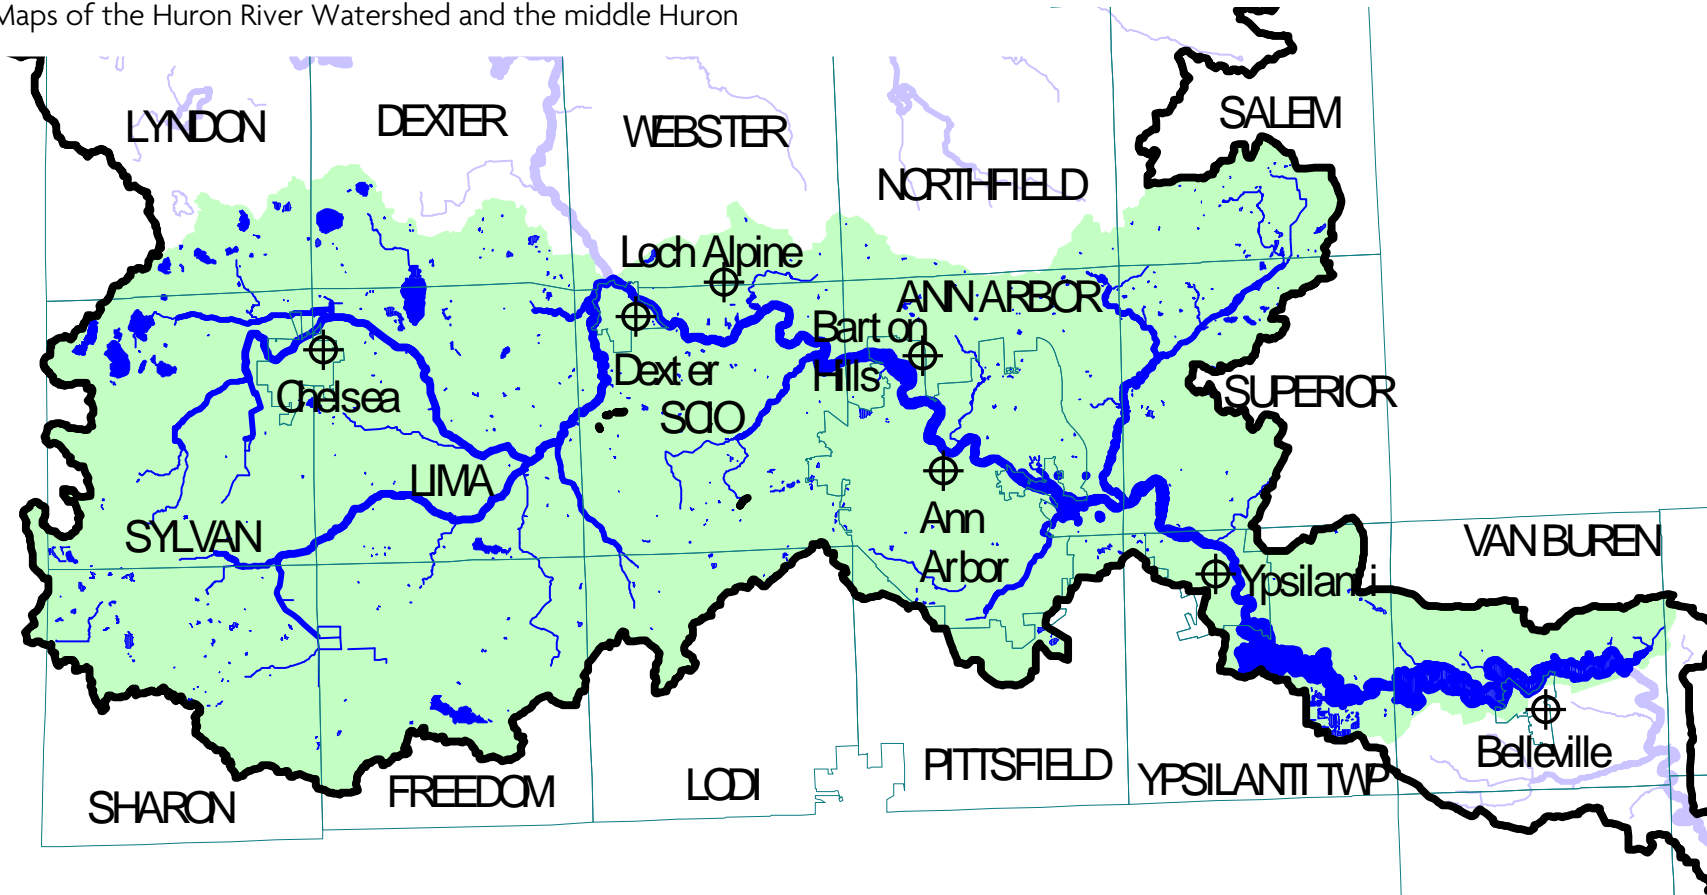 Maps of the Huron River Watershed and the middle Huron
LYNDON
DEXTER
WEBSTER
SALEM
NORTHFIELD
Loch Alpine
ANN ARBOR
Barton
Hills
Dexter
Chelsea
SCIO
SUPERIOR
LIMA
SYLVAN
Ann
Arbor
VAN BUREN
Ypsilanti
Belleville
SHARON
FREEDOM
LODI
PITTSFIELD
YPSILANTI TWP